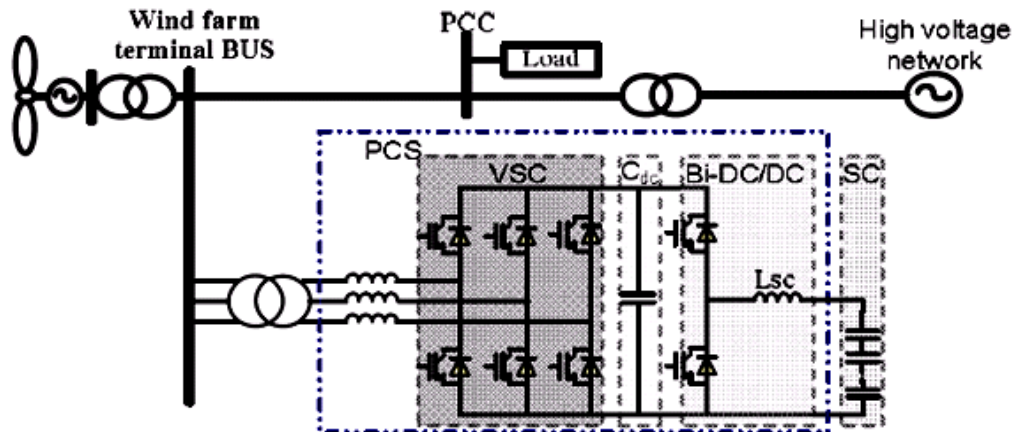 Wind farm
terminal BUS
PCC
Load
High voltage
network
PCS
VSC
Cdc
Bi-DC/DC
SC
Lsc